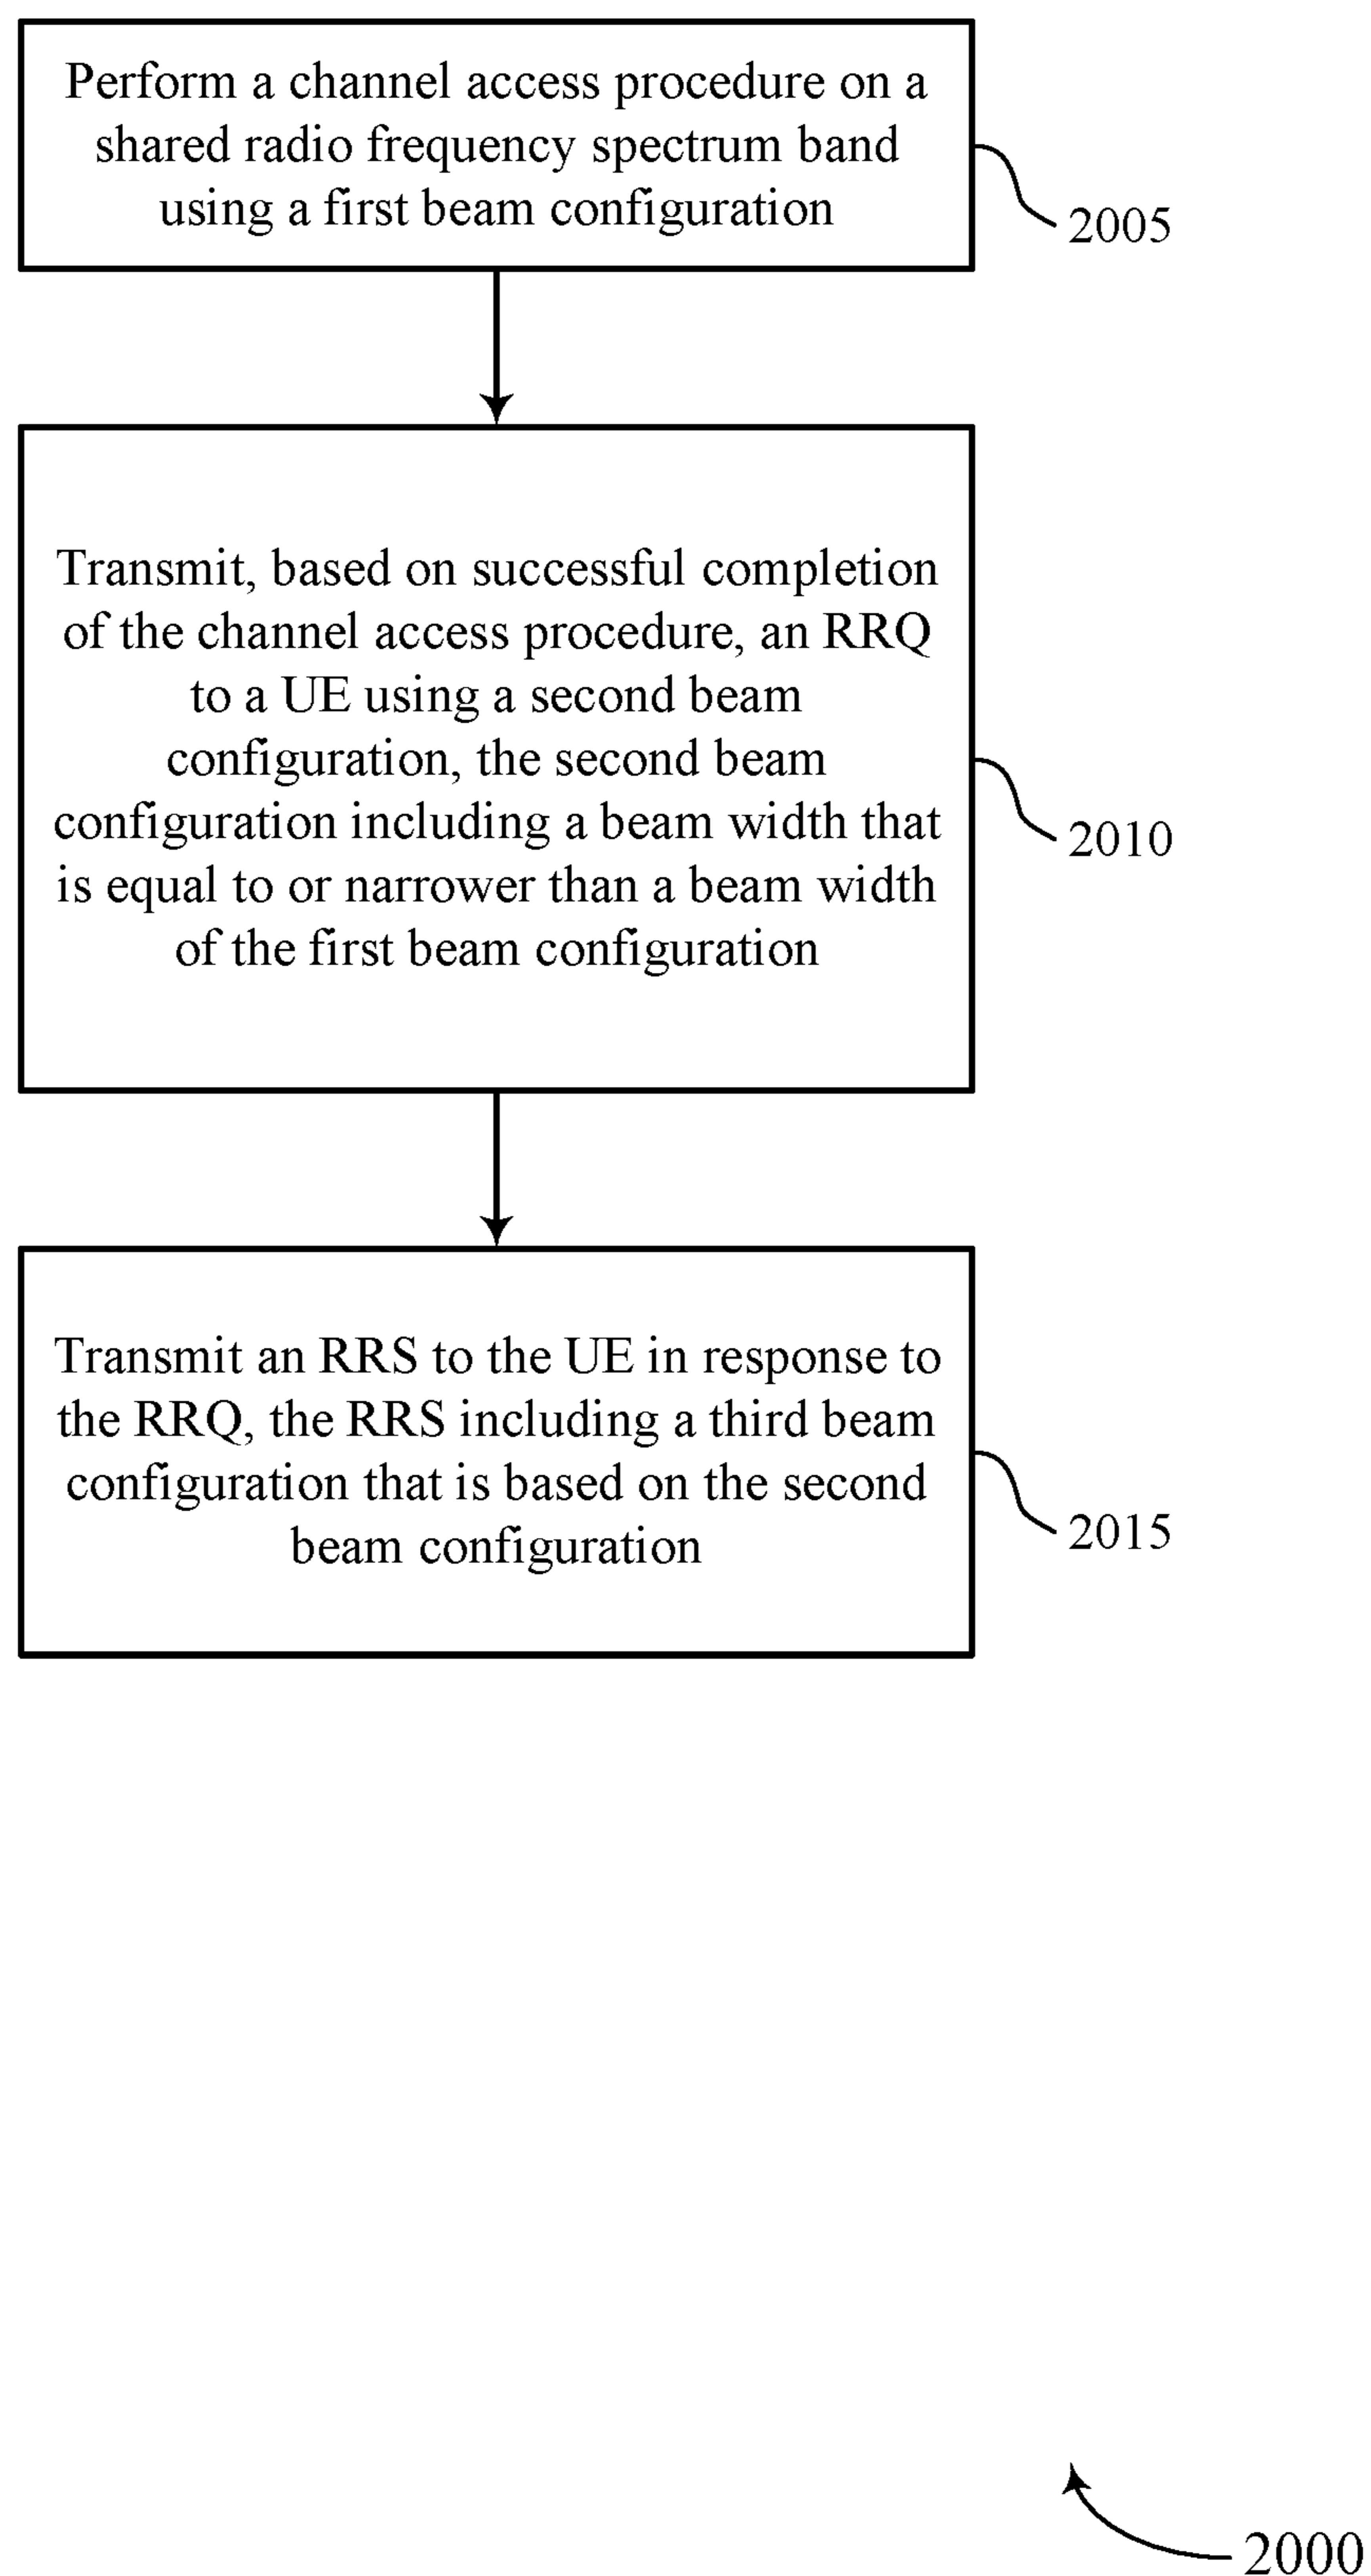 Perform a channel access procedure on a
shared radio frequency spectrum band
using a first beam configuration
2005
Transmit, based on successful completion
of the channel access procedure, an RRQ
to a UE using a second beam
configuration, the second beam
configuration including a beam width that
is equal to or narrower than a beam width
of the first beam configuration
2010
Transmit an RRS to the UE in response to
the RRQ, the RRS including a third beam
configuration that is based on the second
beam configuration
2015
2000